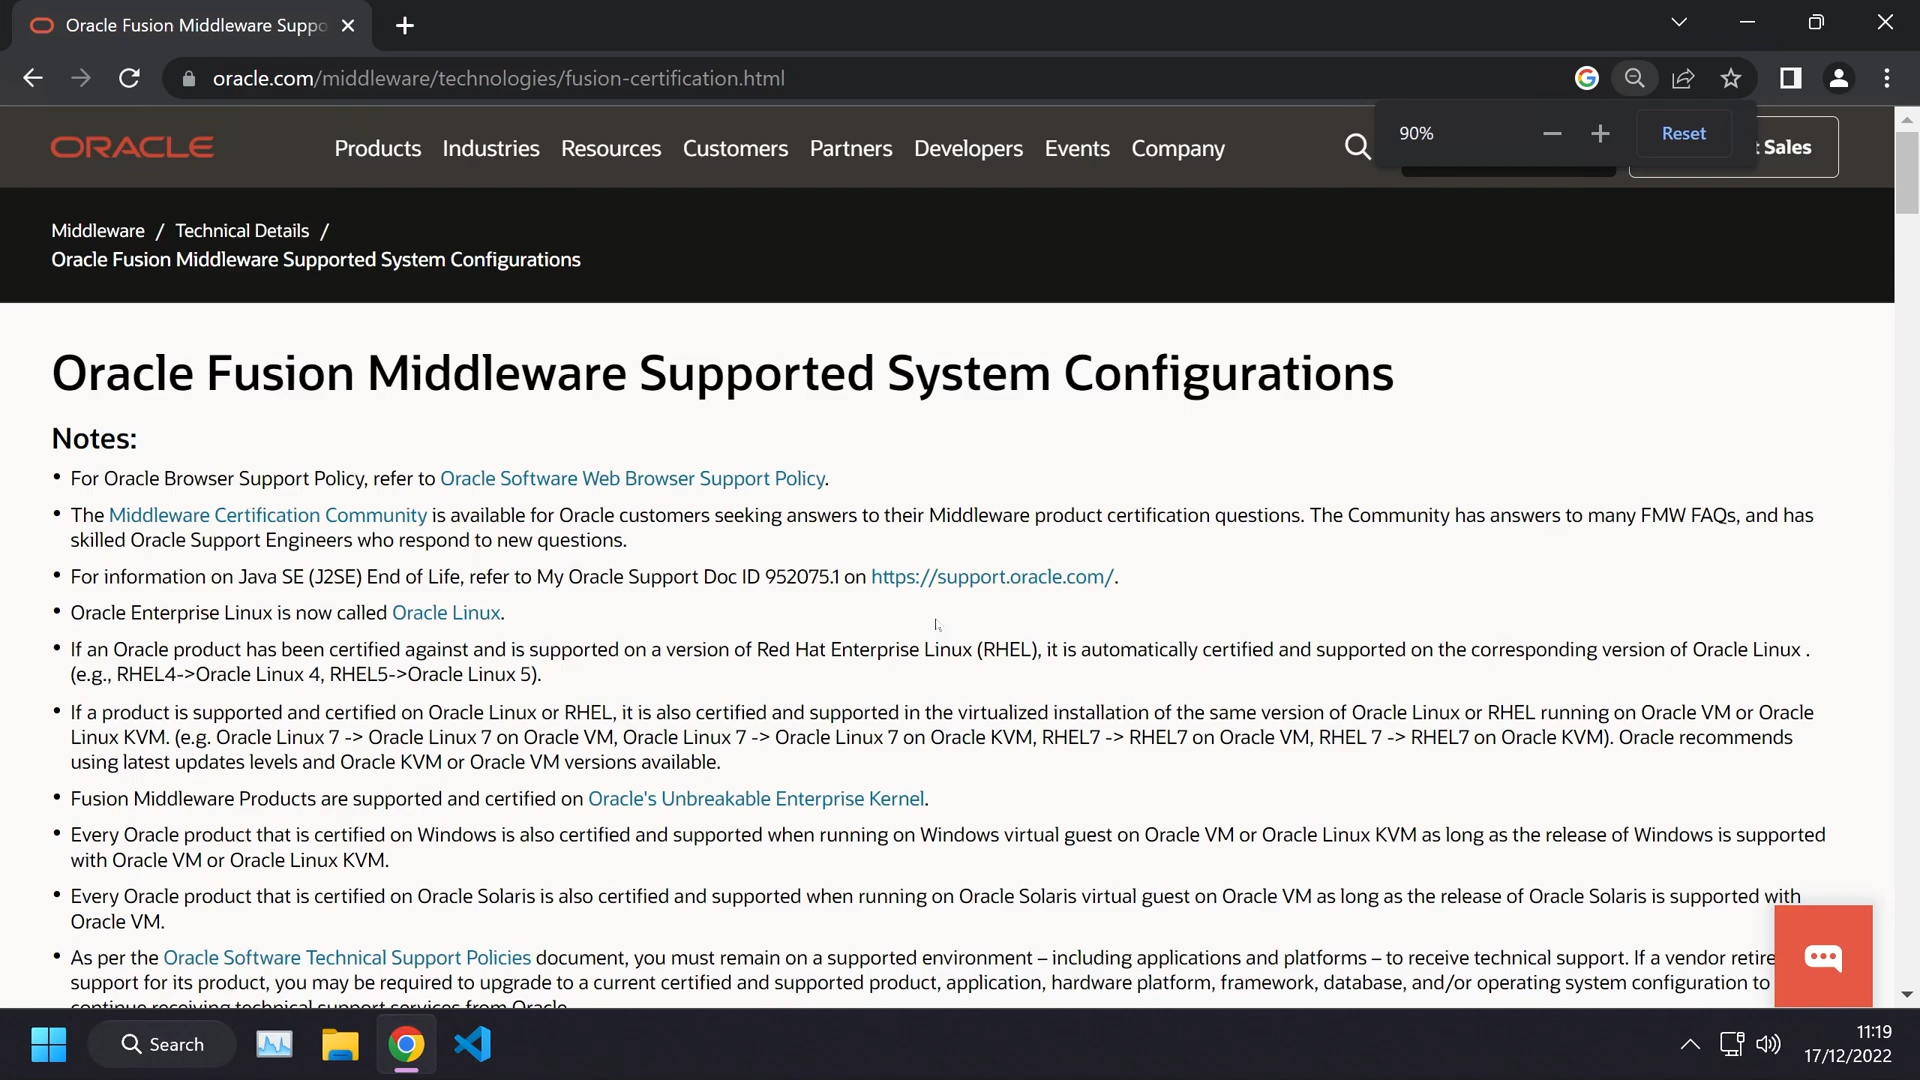 Oracle Fusion Middleware Suppo
oracle.com/middleware/technologies/fusion-certification.html
90%
Reset
ORACLE
Products
Industries
Resources
Customers
Partners
Developers
Events
Company
Sales
Middleware / Technical Details /
Oracle Fusion Middleware Supported System Configurations
Oracle Fusion Middleware Supported System Configurations
Notes:
• For Oracle Browser Support Policy, refer to Oracle Software Web Browser Support Policy.
• The Middleware Certification Community is available for Oracle customers seeking answers to their Middleware product certification questions. The Community has answers to many FMW FAQs, and has
skilled Oracle Support Engineers who respond to new questions.
• For information on Java SE (J2SE) End of Life, refer to My Oracle Support Doc ID 952075.1 on https://support.oracle.com/.
• Oracle Enterprise Linux is now called Oracle Linux.
• If an Oracle product has been certified against and is supported on a version of Red Hat Enterprise Linux (RHEL), it is automatically certified and supported on the corresponding version of Oracle Linux .
(e.g., RHEL4->Oracle Linux 4, RHEL5->Oracle Linux 5).
• If a product is supported and certified on Oracle Linux or RHEL, it is also certified and supported in the virtualized installation of the same version of Oracle Linux or RHEL running on Oracle VM or Oracle
Linux KVM. (e.g. Oracle Linux 7 -> Oracle Linux 7 on Oracle VM, Oracle Linux 7 -> Oracle Linux 7 on Oracle KVM, RHEL7 -> RHEL7 on Oracle VM, RHEL 7 -> RHEL7 on Oracle KVM). Oracle recommends
using latest updates levels and Oracle KVM or Oracle VM versions available.
• Fusion Middleware Products are supported and certified on Oracle's Unbreakable Enterprise Kernel.
• Every Oracle product that is certified on Windows is also certified and supported when running on Windows virtual guest on Oracle VM or Oracle Linux KVM as long as the release of Windows is supported
with Oracle VM or Oracle Linux KVM.
• Every Oracle product that is certified on Oracle Solaris is also certified and supported when running on Oracle Solaris virtual guest on Oracle VM as long as the release of Oracle Solaris is supported with
Oracle VM.
• As per the Oracle Software Technical Support Policies document, you must remain on a supported environment – including applications and platforms – to receive technical support. If a vendor retire
support for its product, you may be required to upgrade to a current certified and supported product, application, hardware platform, framework, database, and/or operating system configuration to
continue receiving technical support services from Oracle.
Search
11:19
17/12/2022